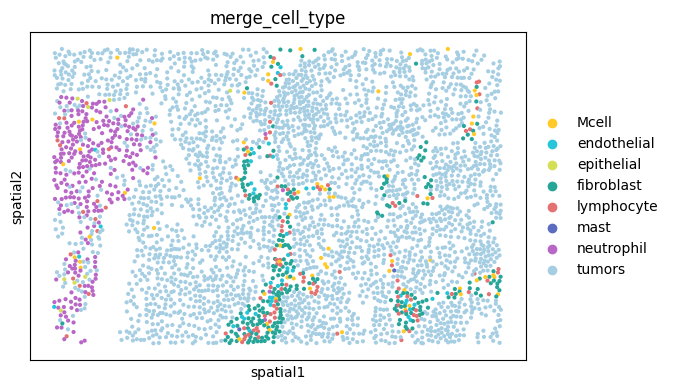 merge_cell_type
spatial2
spatial1
Mcell
endothelial
epithelial
fibroblast
lymphocyte
mast
neutrophil
tumors